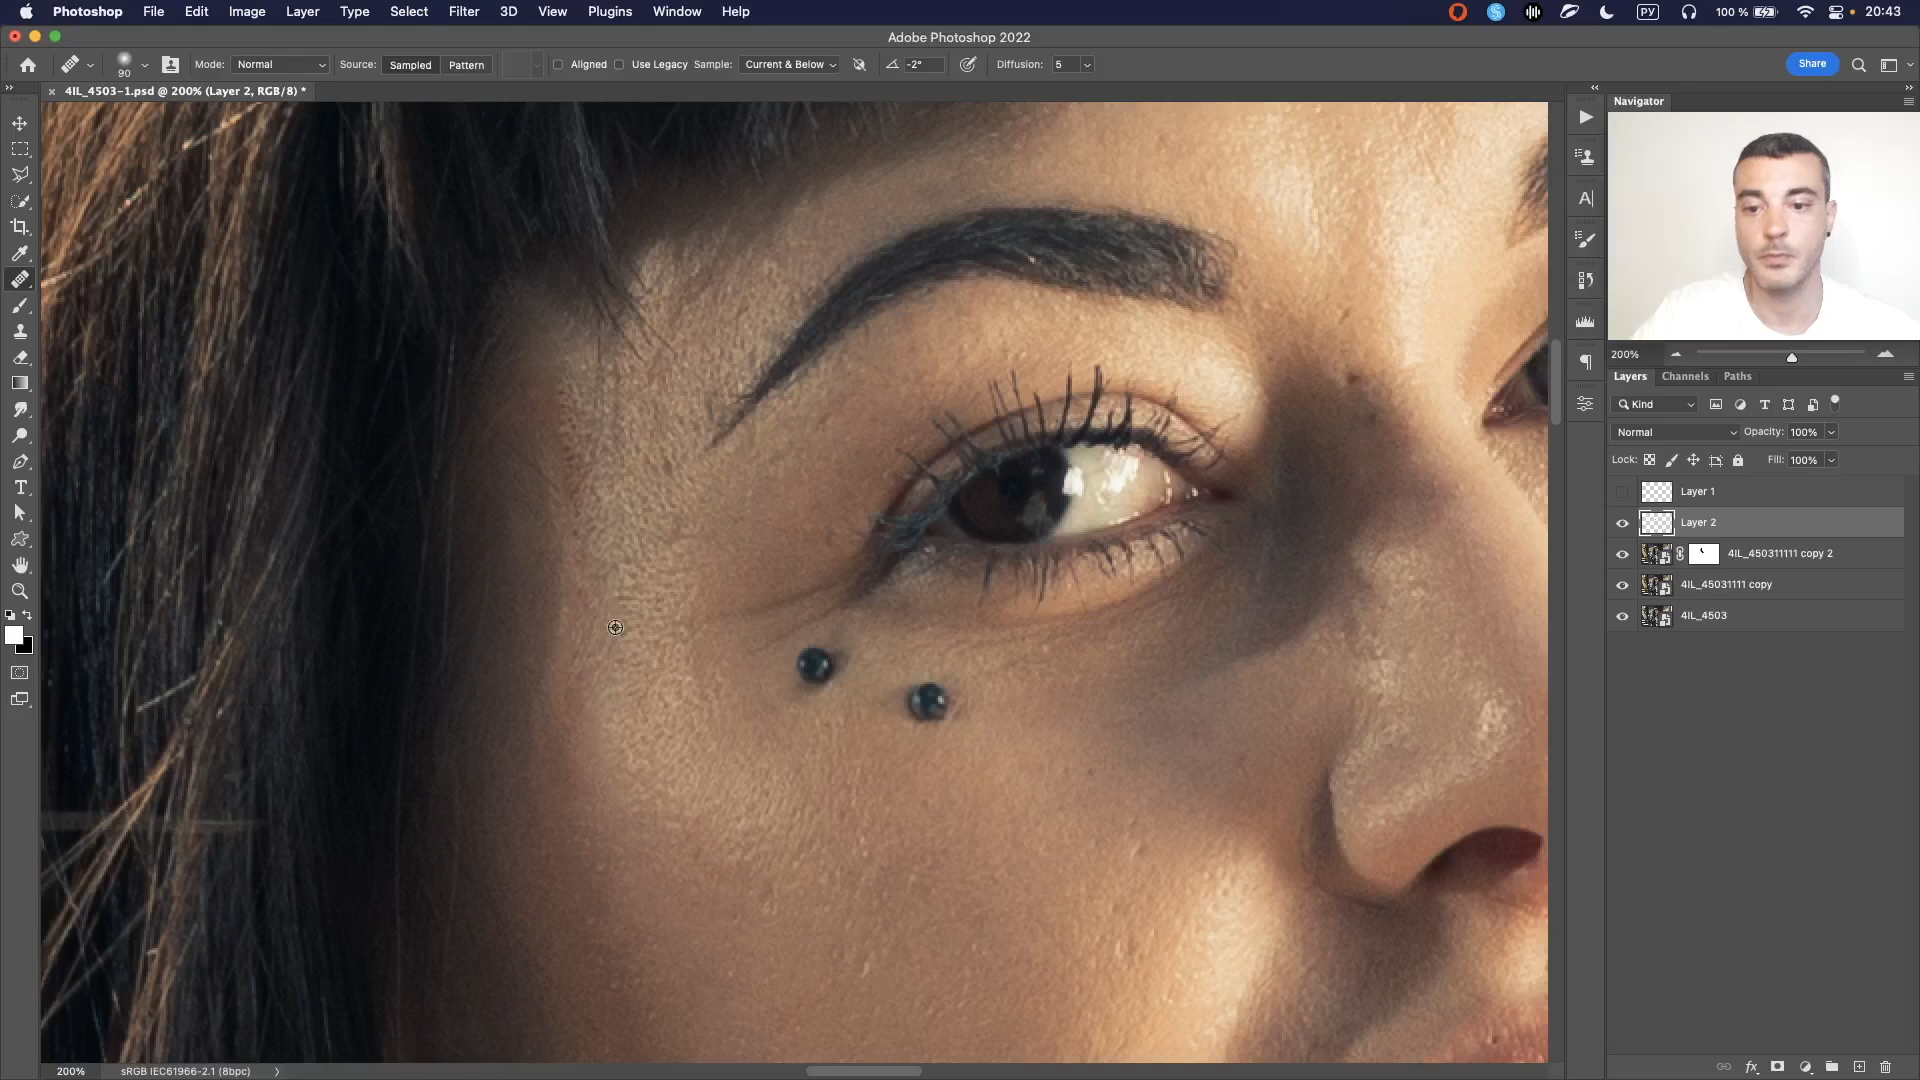 Photoshop File Edit Image Layer Type Select Filter 3D View Plugins Window Help РУ 100 % 20:43
Adobe Photoshop 2022
90 Mode: Normal Source: Sampled Pattern Aligned Use Legacy Sample: Current & Below -2° Diffusion: 5 Share
4IL_4503-1.psd @ 200% (Layer 2, RGB/8) *
Navigator
200%
Layers Channels Paths
Kind
Normal Opacity: 100%
Lock: Fill: 100%
Layer 1
Layer 2
4IL_450311111 copy 2
4IL_45031111 copy
4IL_4503
200% sRGB IEC61966-2.1 (8bpc)